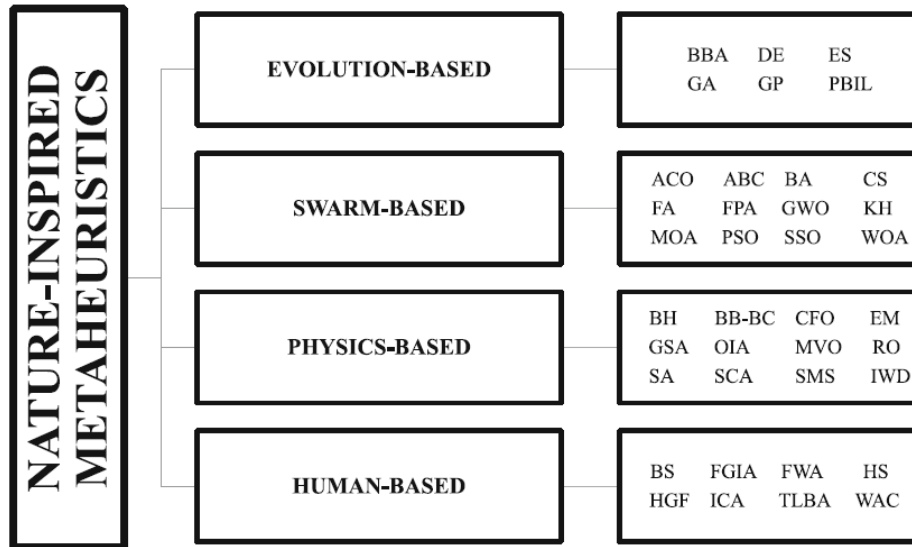 NATURE-INSPIRED
METAHEURISTICS
EVOLUTION-BASED
BBA DE ES
GA GP PBIL
SWARM-BASED
ACO ABC BA CS
FA FPA GWO KH
MOA PSO SSO WOA
PHYSICS-BASED
BH BB-BC CFO EM
GSA OIA MVO RO
SA SCA SMS IWD
HUMAN-BASED
BS FGIA FWA HS
HGF ICA TLBA WAC